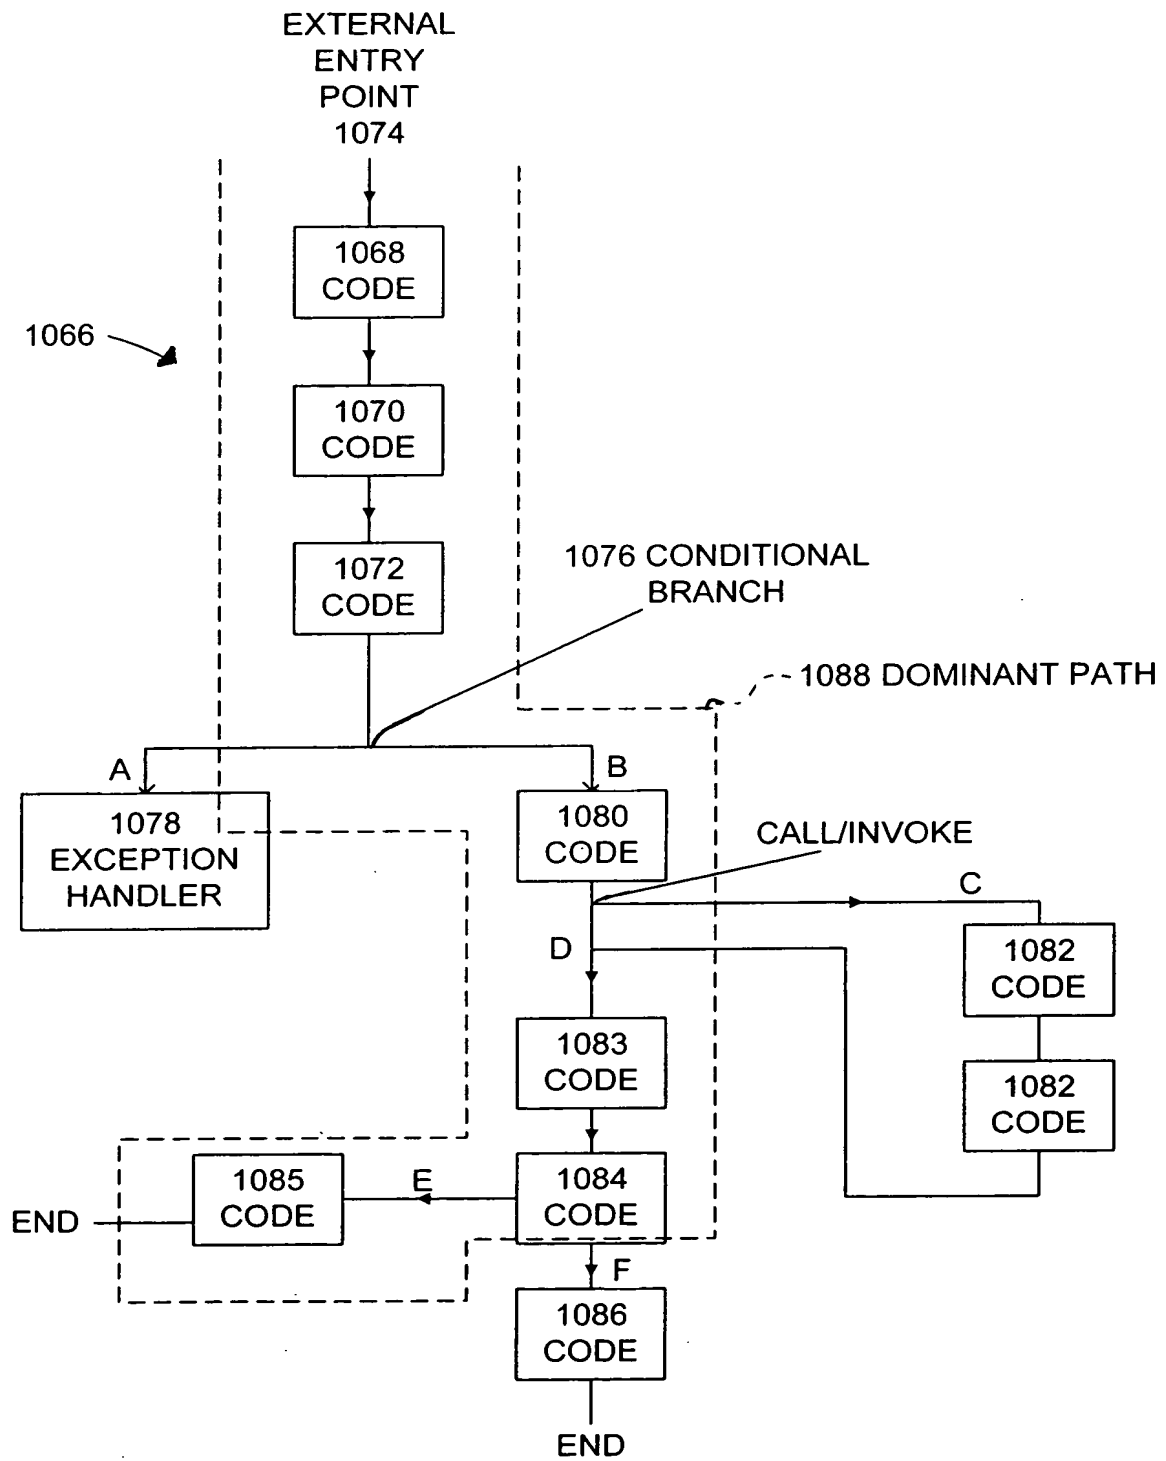 EXTERNAL
ENTRY
POINT
1074
1068
CODE
1066
1070
CODE
1072
CODE
1076 CONDITIONAL
BRANCH
1088 DOMINANT PATH
A
B
1078
EXCEPTION
HANDLER
1080
CODE
CALL/INVOKE
C
D
1082
CODE
1083
CODE
1082
CODE
1085
CODE
E
1084
CODE
END
F
1086
CODE
END